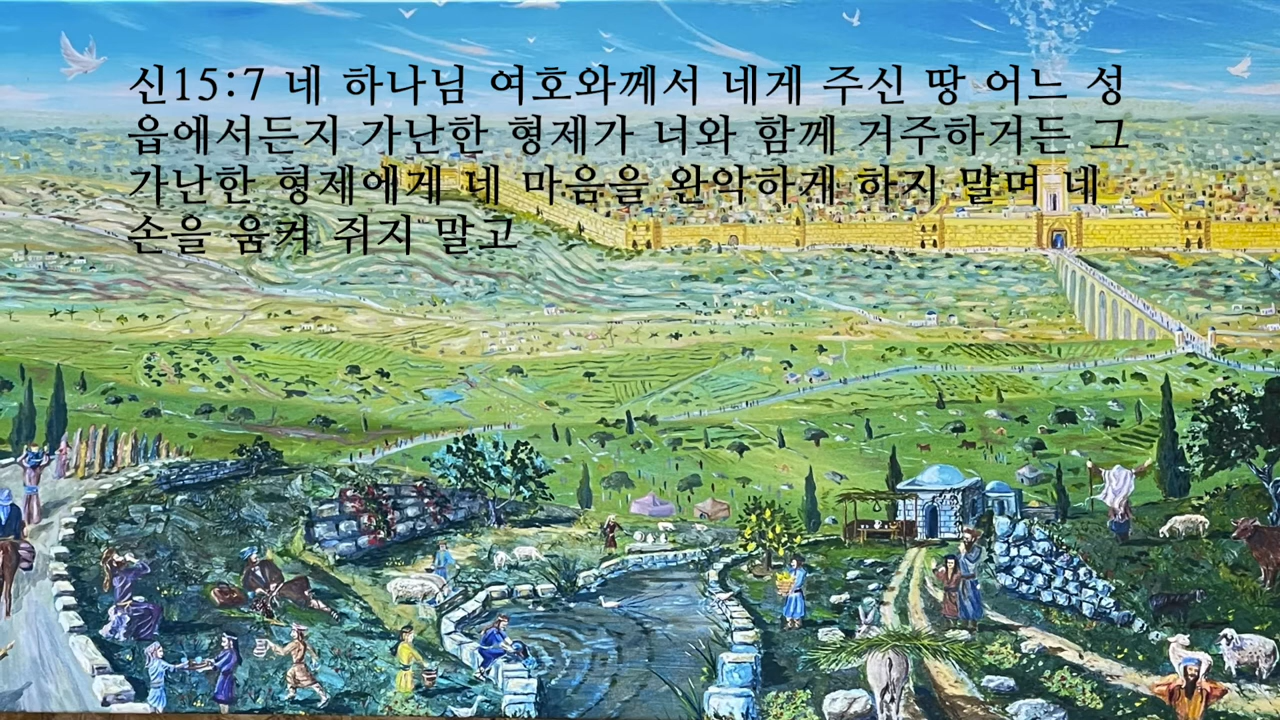 신15:7 네 하나님 여호와께서 네게 주신 땅 어느 성
읍에서든지 가난한 형제가 너와 함께 거주하거든 그
가난한 형제에게 네 마음을 완악하게 하지 말며 네
손을 움켜 쥐지 말고